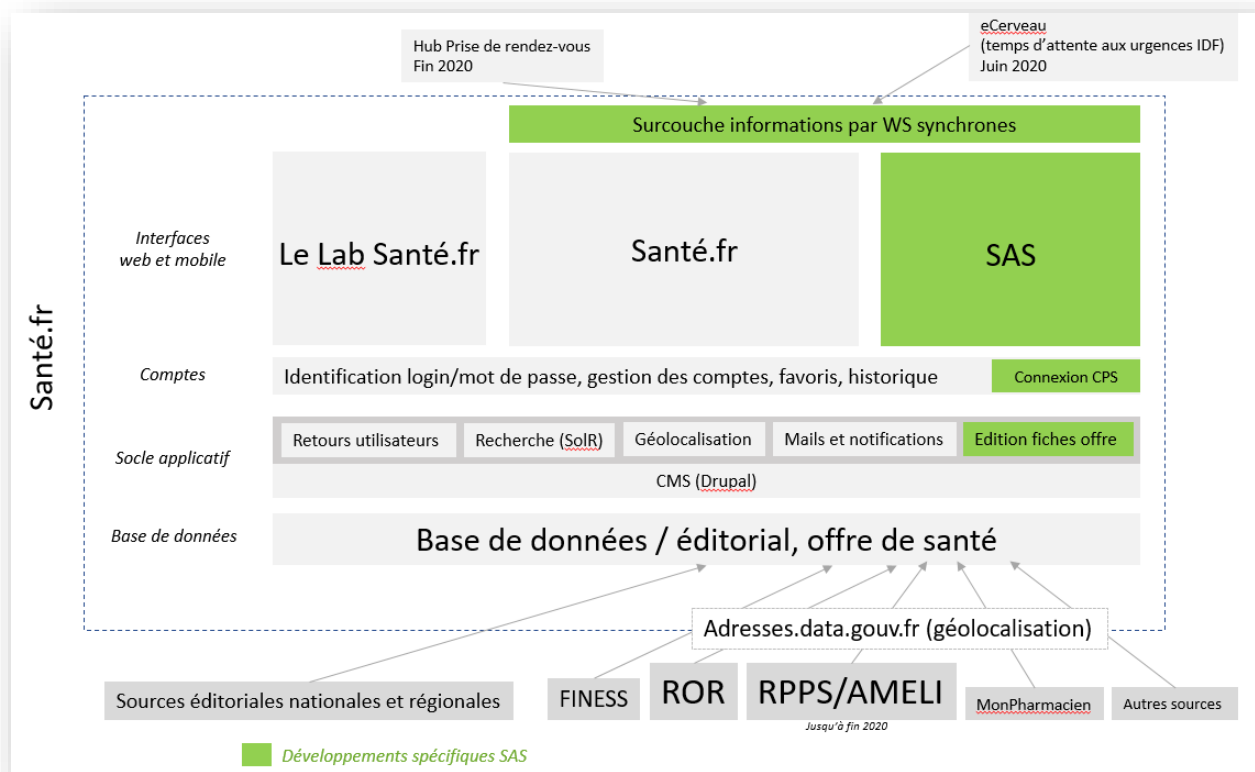 Hub Prise de rendez-vous
Fin 2020
eCerveau
(temps d'attente aux urgences IDF)
Juin 2020
Surcouche informations par WS synchrones
Santé.fr
Interfaces
web et mobile
Le Lab Santé.fr
Santé.fr
SAS
Comptes
Identification login/mot de passe, gestion des comptes, favoris, historique
Connexion CPS
Socle applicatif
Retours utilisateurs
Recherche (SolR)
Géolocalisation
Mails et notifications
Edition fiches offre
CMS (Drupal)
Base de données
Base de données / éditorial, offre de santé
Adresses.data.gouv.fr (géolocalisation)
Sources éditoriales nationales et régionales
FINESS
ROR
RPPS/AMELI
Jusqu'à fin 2020
MonPharmacien
Autres sources
Développements spécifiques SAS